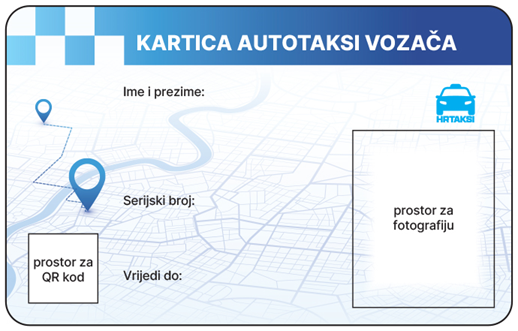 KARTICA AUTOTAKSI VOZAČA
Ime i prezime:
HRTAKSI
Serijski broj:
prostor za
fotografiju
prostor za
QR kod
Vrijedi do: